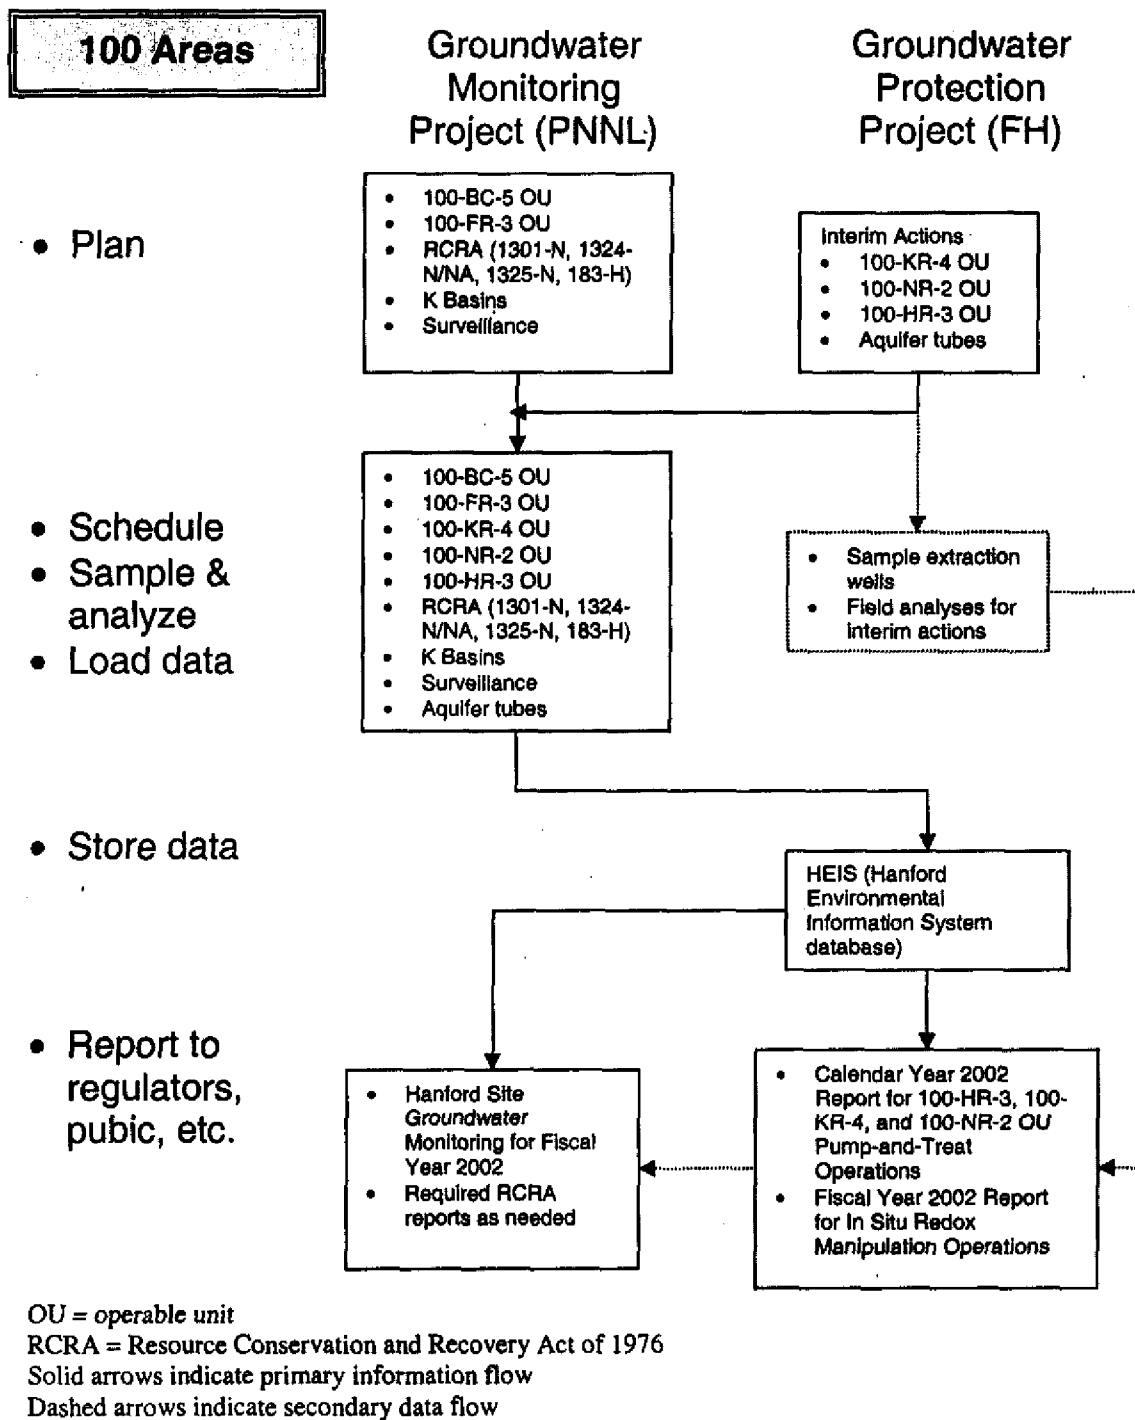 100 Areas
Groundwater
Monitoring
Project (PNNL)
Groundwater
Protection
Project (FH)
• Plan
• 100-BC-5 OU
• 100-FR-3 OU
• RCRA (1301-N, 1324-
N/NA, 1325-N, 183-H)
• K Basins
• Surveillance
Interim Actions
• 100-KR-4 OU
• 100-NR-2 OU
• 100-HR-3 OU
• Aquifer tubes
• Schedule
• Sample &
analyze
• Load data
• 100-BC-5 OU
• 100-FR-3 OU
• 100-KR-4 OU
• 100-NR-2 OU
• 100-HR-3 OU
• RCRA (1301-N, 1324-
N/NA, 1325-N, 183-H)
• K Basins
• Surveillance
• Aquifer tubes
• Sample extraction
wells
• Field analyses for
interim actions
• Store data
HEIS (Hanford
Environmental
Information System
database)
• Report to
regulators,
pubic, etc.
• Hanford Site
Groundwater
Monitoring for Fiscal
Year 2002
• Required RCRA
reports as needed
• Calendar Year 2002
Report for 100-HR-3, 100-
KR-4, and 100-NR-2 OU
Pump-and-Treat
Operations
• Fiscal Year 2002 Report
for In Situ Redox
Manipulation Operations
OU = operable unit
RCRA = Resource Conservation and Recovery Act of 1976
Solid arrows indicate primary information flow
Dashed arrows indicate secondary data flow